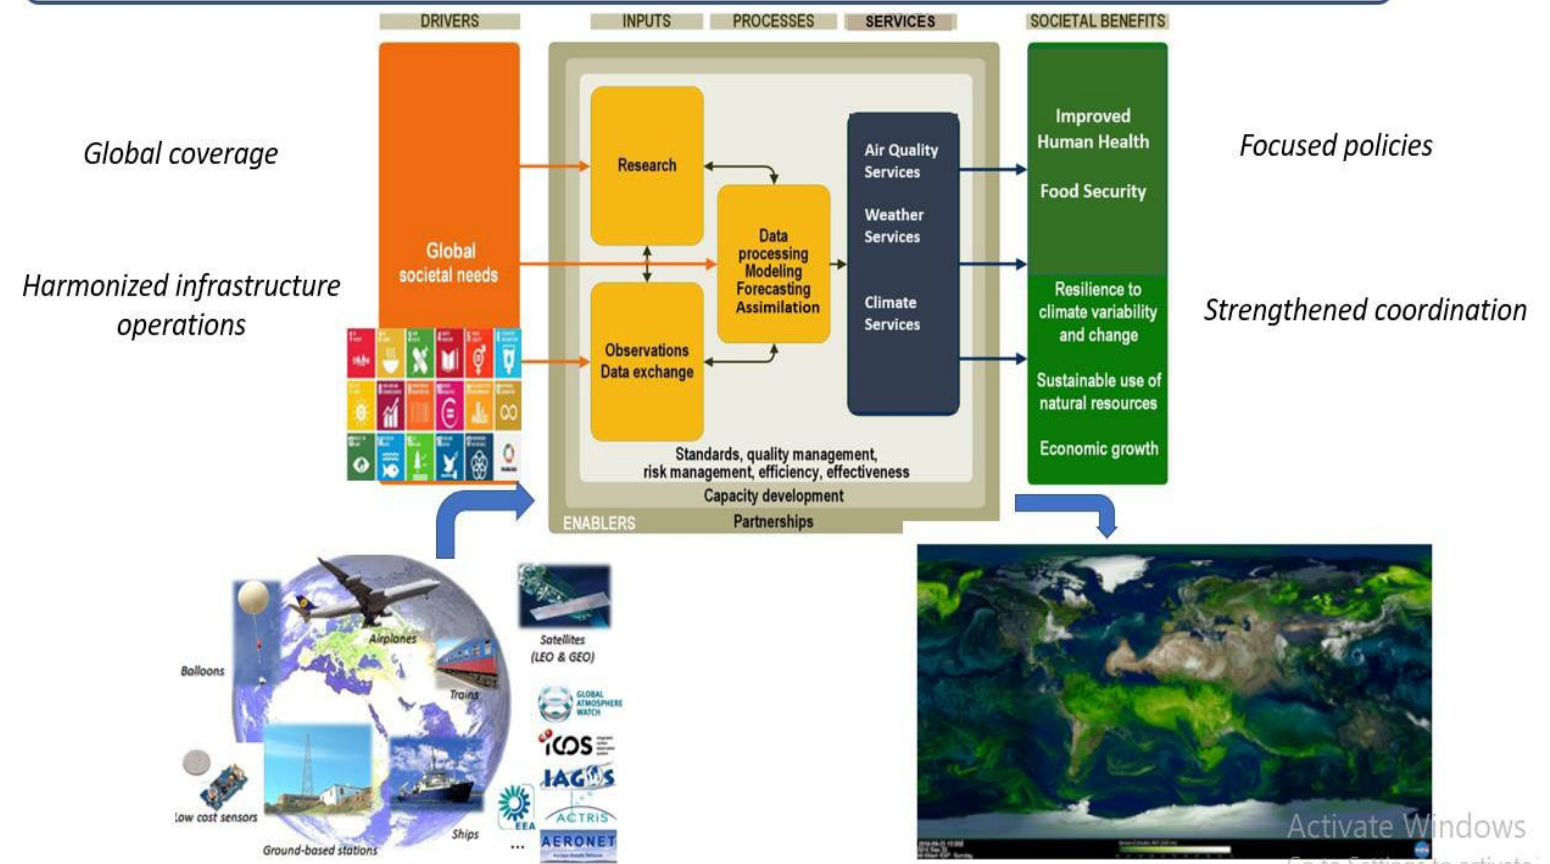 DRIVERS
INPUTS
PROCESSES
SERVICES
SOCIETAL BENEFITS
Global coverage
Harmonized infrastructure
operations
Global
societal needs
Research
Observations
Data exchange
Data
processing
Modeling
Forecasting
Assimilation
Air Quality
Services
Weather
Services
Climate
Services
Improved
Human Health
Food Security
Resilience to
climate variability
and change
Sustainable use of
natural resources
Economic growth
Focused policies
Strengthened coordination
Standards, quality management,
risk management, efficiency, effectiveness
Capacity development
ENABLERS
Partnerships
Balloons
Airplanes
Trains
Satellites
(LEO & GEO)
GLOBAL
ATMOSPHERE
WATCH
ICOS
IAGOS
ACTRIS
EEA
...
AERONET
Low cost sensors
Ground-based stations
Ships
Activate Windows